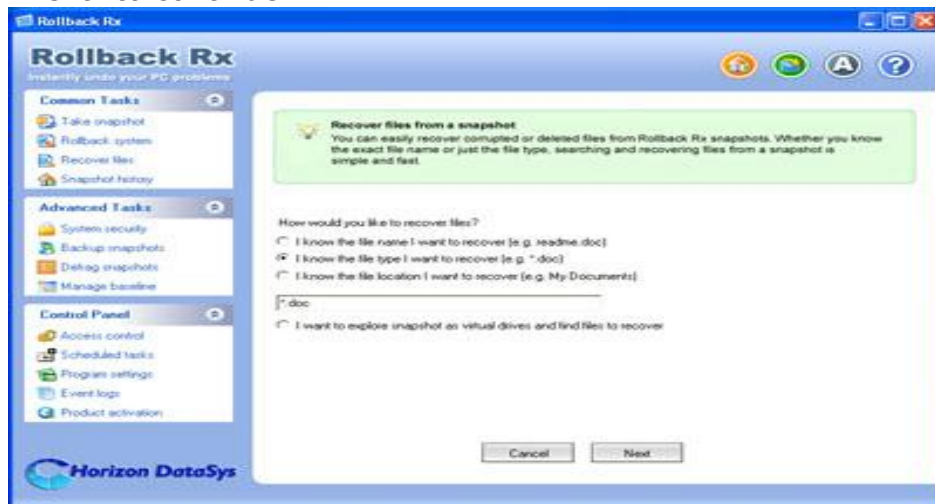 Rollback Rx
Rollback Rx
Instantly undo your PC problems
Common Tasks
Take snapshot
Rollback system
Recover files
Snapshot history
Advanced Tasks
System security
Backup snapshots
Defrag snapshots
Manage baseline
Control Panel
Access control
Scheduled tasks
Program settings
Event logs
Product activation
Horizon DataSys
A
?
Recover files from a snapshot
You can easily recover corrupted or deleted files from Rollback Rx snapshots. Whether you know
the exact file name or just the file type, searching and recovering files from a snapshot is
simple and fast.
How would you like to recover files?
I know the file name I want to recover (e.g. readme.doc)
I know the file type I want to recover (e.g. *.doc)
I know the file location I want to recover (e.g. My Documents)
*.doc
I want to explore snapshot as virtual drives and find files to recover
Cancel
Next